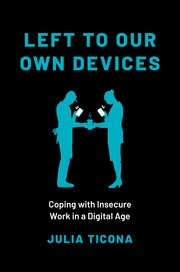 LEFT TO OUR
OWN DEVICES
Coping with Insecure
Work in a Digital Age
JULIA TICONA